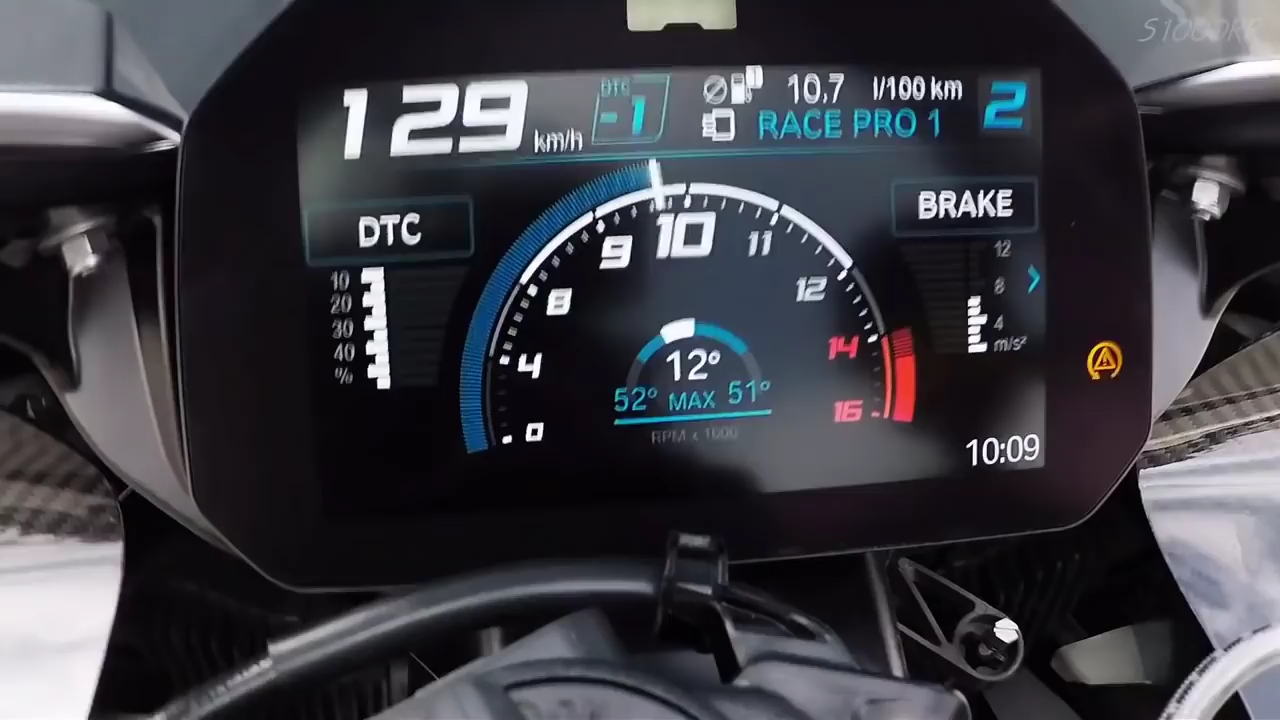 S1000RR
129 km/h DTC -1 10,7 l/100 km 2
RACE PRO 1
DTC
BRAKE
10
20
30
40
%
12
8
4
m/s²
0 4 8 9 10 11 12 14 16
12°
52° MAX 51°
RPM x 1000
10:09